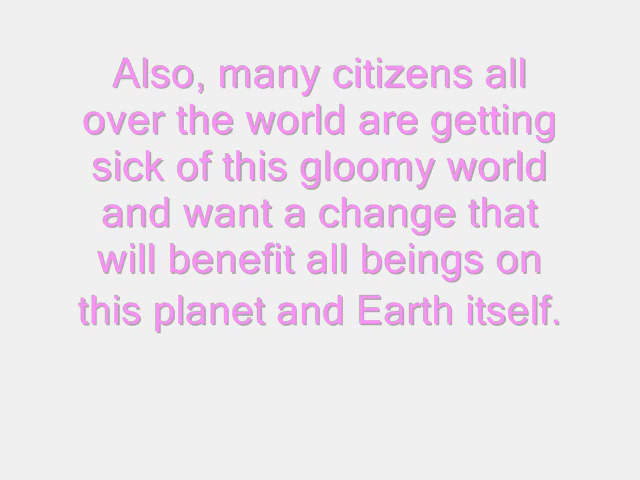 Also, many citizens all
over the world are getting
sick of this gloomy world
and want a change that
will benefit all beings on
this planet and Earth itself.